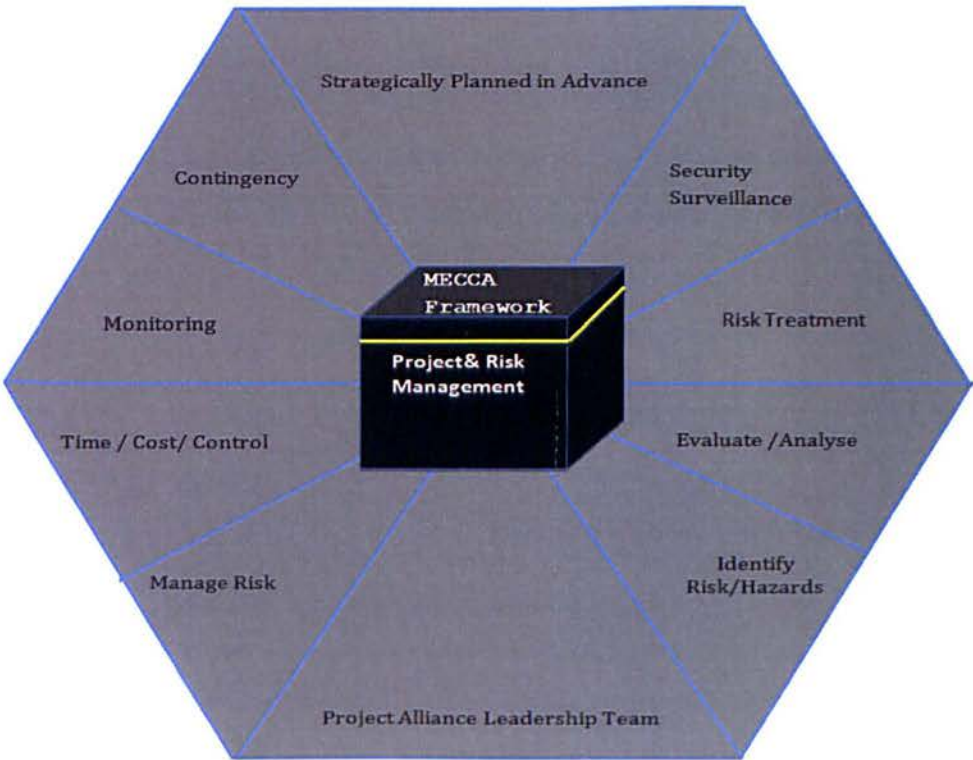 Strategically Planned in Advance
Contingency
Security
Surveillance
MECCA
Framework
Monitoring
Risk Treatment
Project& Risk
Management
Time / Cost/ Control
Evaluate /Analyse
Manage Risk
Identify
Risk/Hazards
Project Alliance Leadership Team